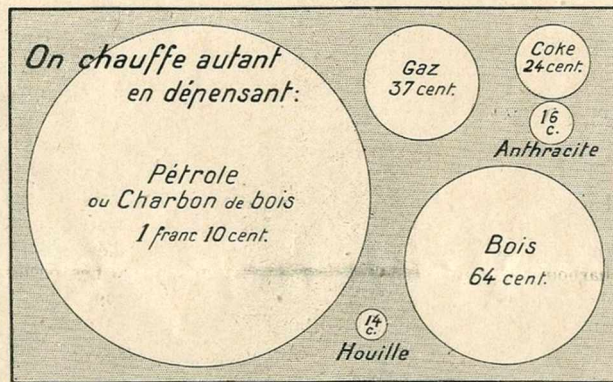 On chauffe autant
en dépensant:
Pétrole
ou Charbon de bois
1 franc 10 cent.
Gaz
37 cent.
Coke
24 cent.
16
c.
Anthracite
Bois
64 cent.
14
c.
Houille